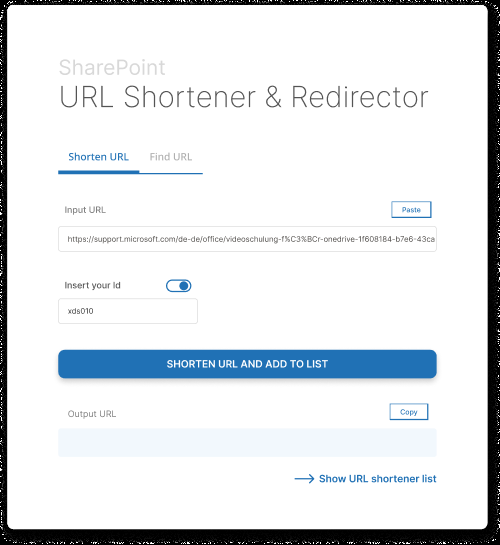 SharePoint
URL Shortener & Redirector
Shorten URL Find URL
Input URL Paste
https://support.microsoft.com/de-de/office/videoschulung-f%C3%BCr-onedrive-1f608184-b7e6-43ca
Insert your Id
xds010
SHORTEN URL AND ADD TO LIST
Output URL Copy
Show URL shortener list